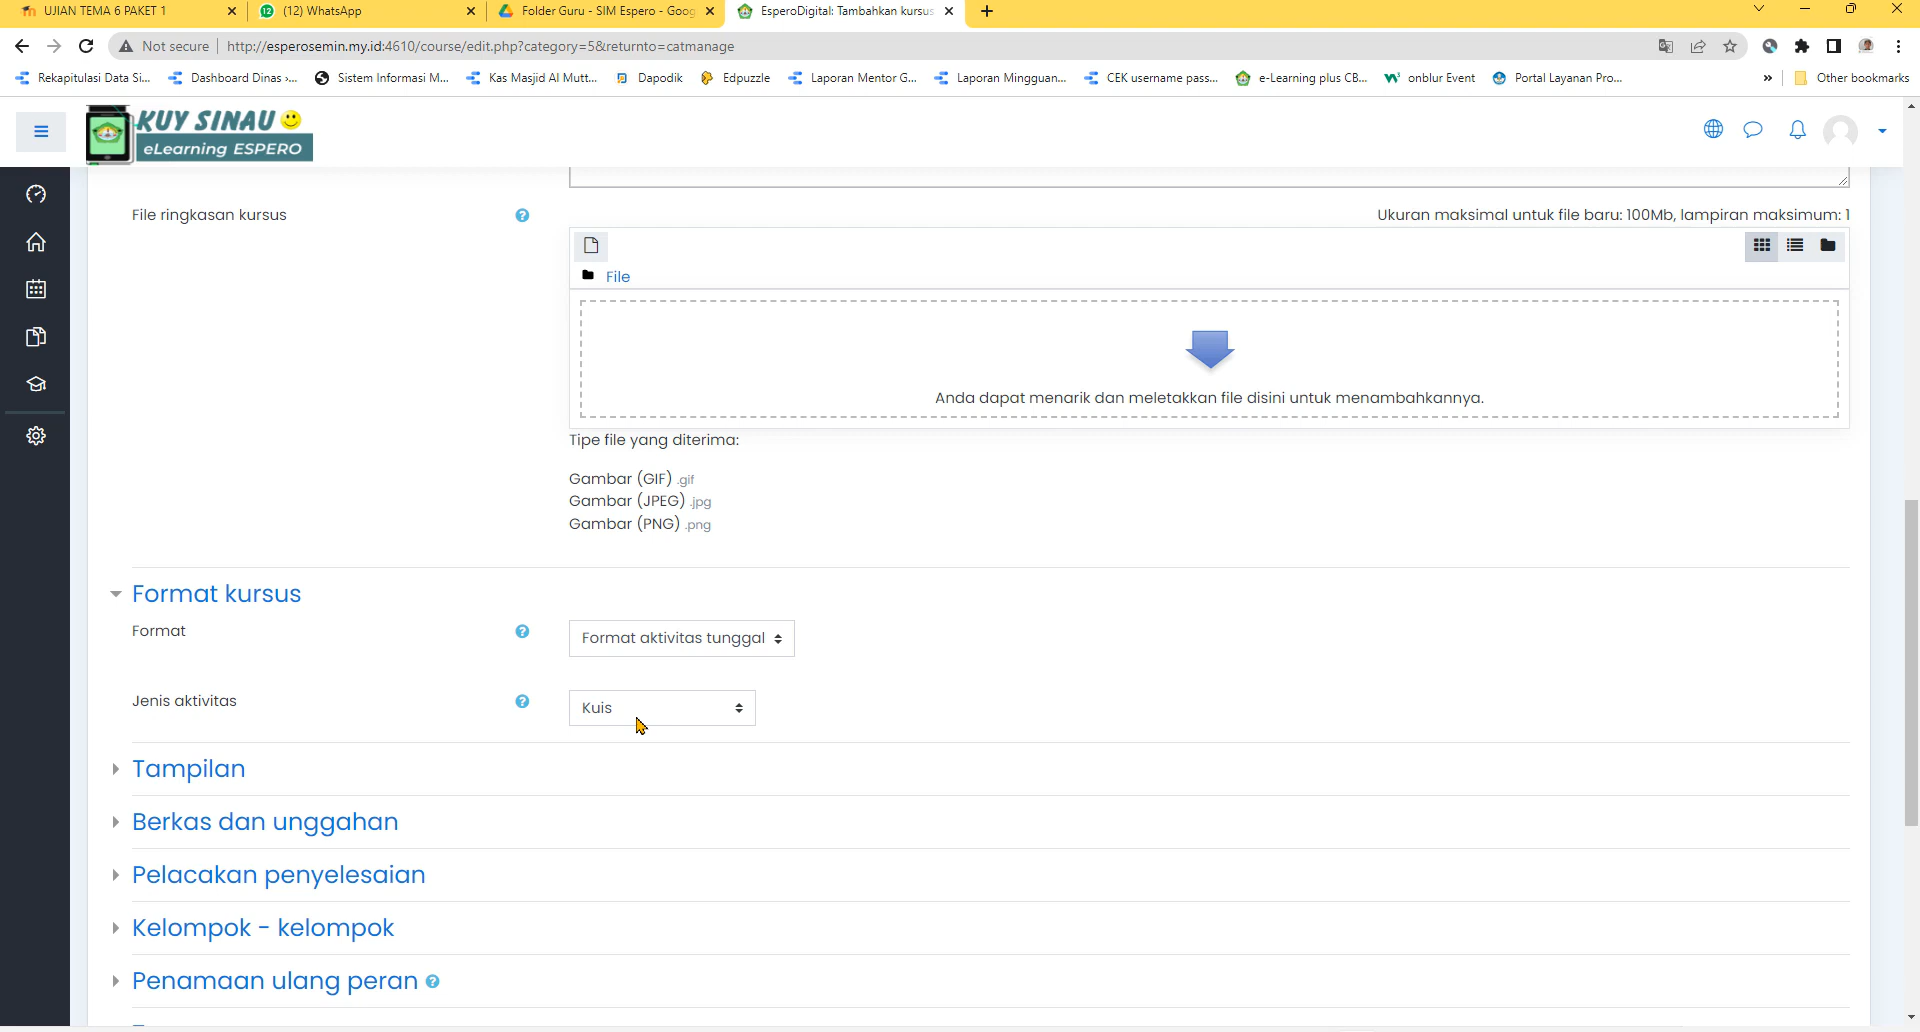 UJIAN TEMA 6 PAKET 1
(12) WhatsApp
Folder Guru - SIM Espero - Goog
EsperoDigital: Tambahkan kursus
Not secure
http://esperosemin.my.id:4610/course/edit.php?category=5&returnto=catmanage
Rekapitulasi Data Si...
Dashboard Dinas ›...
Sistem Informasi M...
Kas Masjid Al Mutt...
Dapodik
Edpuzzle
Laporan Mentor G...
Laporan Mingguan...
CEK username pass...
e-Learning plus CB...
onblur Event
Portal Layanan Pro...
»
Other bookmarks
KUY SINAU
eLearning ESPERO
File ringkasan kursus
Ukuran maksimal untuk file baru: 100Mb, lampiran maksimum: 1
File
Anda dapat menarik dan meletakkan file disini untuk menambahkannya.
Tipe file yang diterima:
Gambar (GIF) .gif
Gambar (JPEG) .jpg
Gambar (PNG) .png
Format kursus
Format
Format aktivitas tunggal
Jenis aktivitas
Kuis
Tampilan
Berkas dan unggahan
Pelacakan penyelesaian
Kelompok - kelompok
Penamaan ulang peran